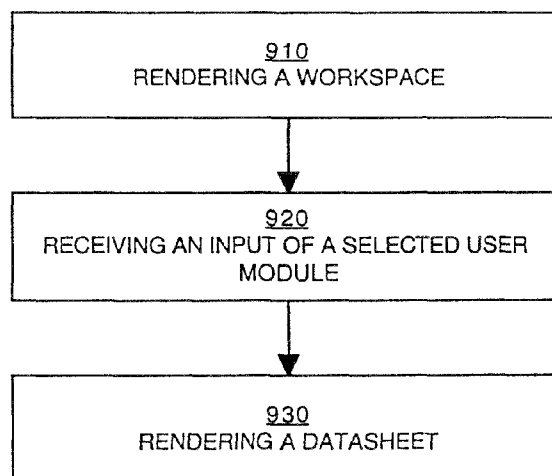 910
RENDERING A WORKSPACE
920
RECEIVING AN INPUT OF A SELECTED USER
MODULE
930
RENDERING A DATASHEET